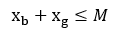 x_b + x_g ≤ M